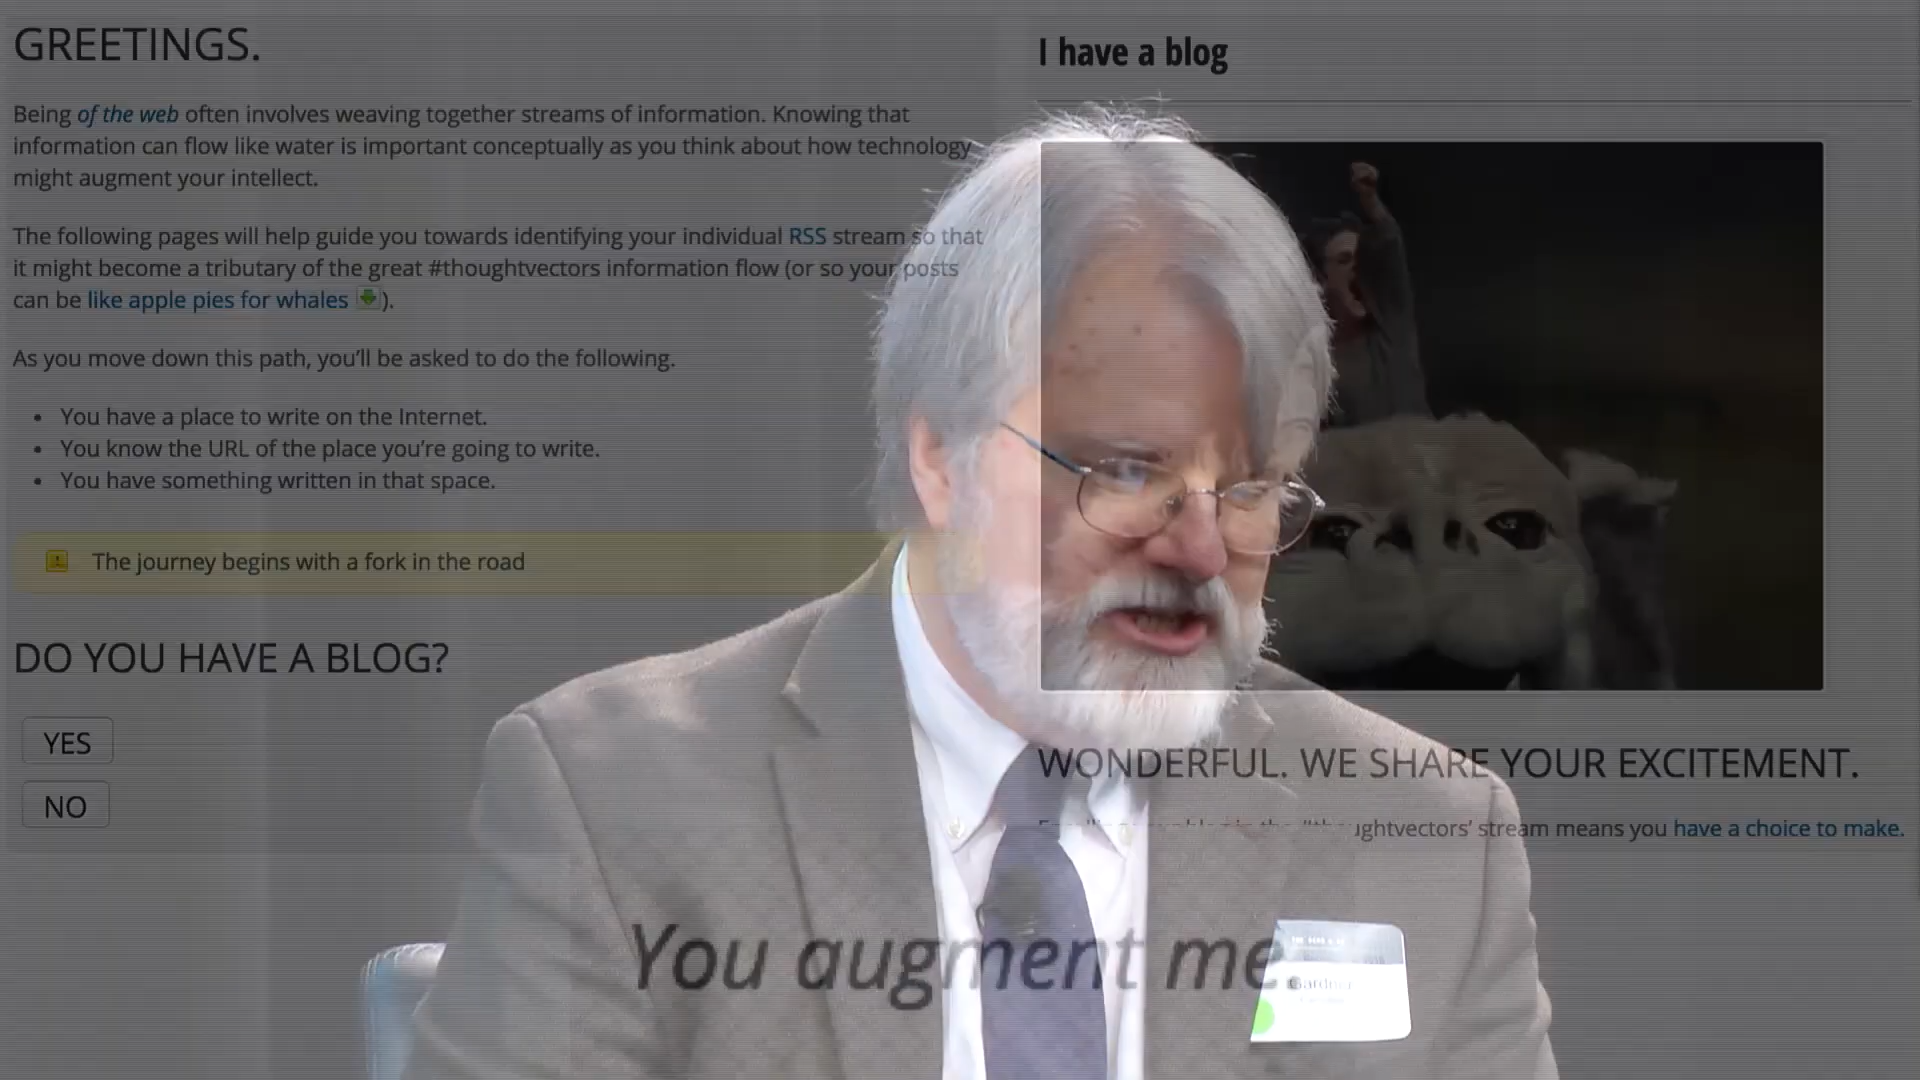 GREETINGS.
Being of the web often involves weaving together streams of information. Knowing that
information can flow like water is important conceptually as you think about how technology
might augment your intellect.
The following pages will help guide you towards identifying your individual RSS stream so that
it might become a tributary of the great #thoughtvectors information flow (or so your posts
can be like apple pies for whales ).
As you move down this path, you'll be asked to do the following.
• You have a place to write on the Internet.
• You know the URL of the place you're going to write.
• You have something written in that space.
The journey begins with a fork in the road
DO YOU HAVE A BLOG?
YES
NO
I have a blog
WONDERFUL. WE SHARE YOUR EXCITEMENT.
blog in the '#thoughtvectors' stream means you have a choice to make.
You augment me.
Gardner